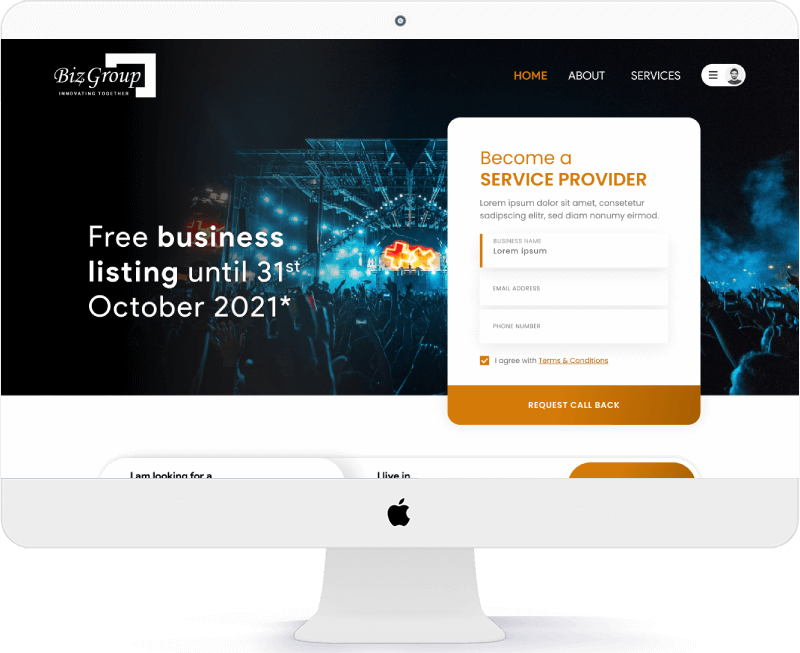 BizGroup
INNOVATING TOGETHER
HOME ABOUT SERVICES
Free business
listing until 31st
October 2021*
Become a
SERVICE PROVIDER
Lorem ipsum dolor sit amet, consetetur
sadipscing elitr, sed diam nonumy eirmod.
BUSINESS NAME
Lorem ipsum
EMAIL ADDRESS
PHONE NUMBER
I agree with Terms & Conditions
REQUEST CALL BACK
I am looking for a
I live in